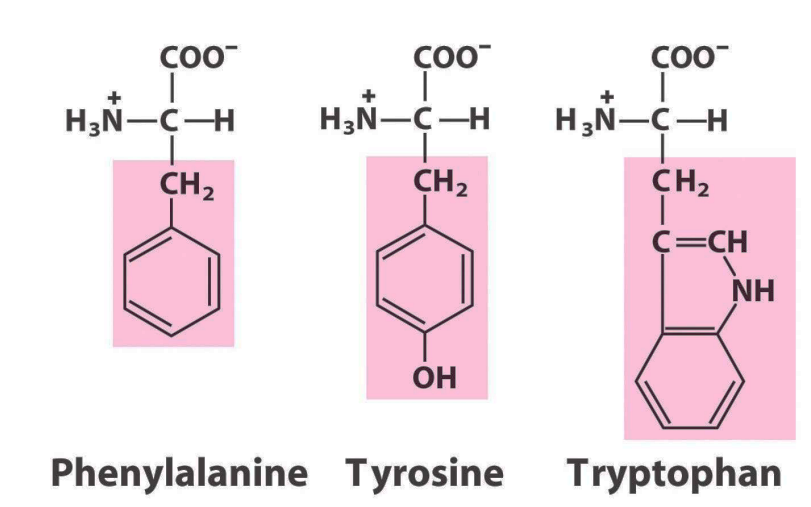 COO⁻ COO⁻ COO⁻
H₃N⁺—C—H H₃N⁺—C—H H₃N⁺—C—H
CH₂ CH₂ CH₂
C=CH
NH
OH
Phenylalanine Tyrosine Tryptophan